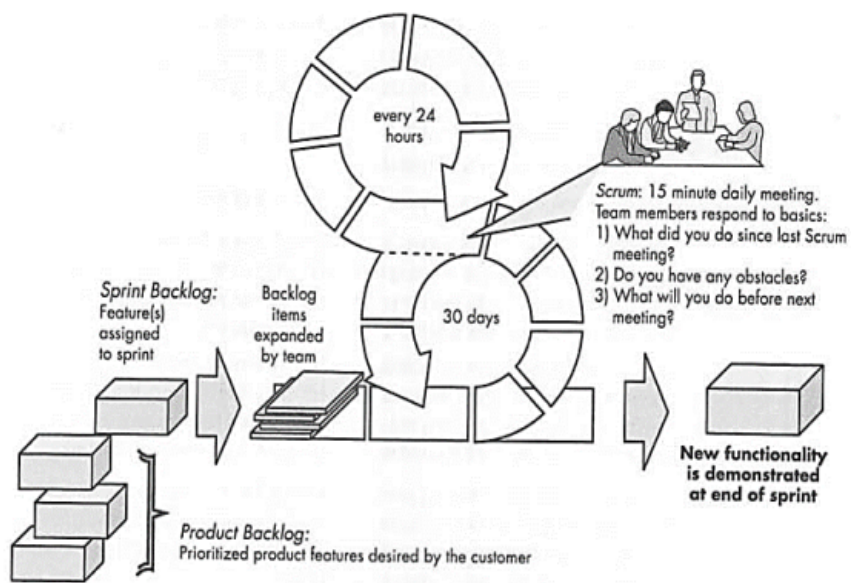 every 24
hours
Scrum: 15 minute daily meeting.
Team members respond to basics:
1) What did you do since last Scrum
meeting?
2) Do you have any obstacles?
3) What will you do before next
meeting?
Sprint Backlog:
Feature(s)
assigned
to sprint
Backlog
items
expanded
by team
30 days
New functionality
is demonstrated
at end of sprint
Product Backlog:
Prioritized product features desired by the customer